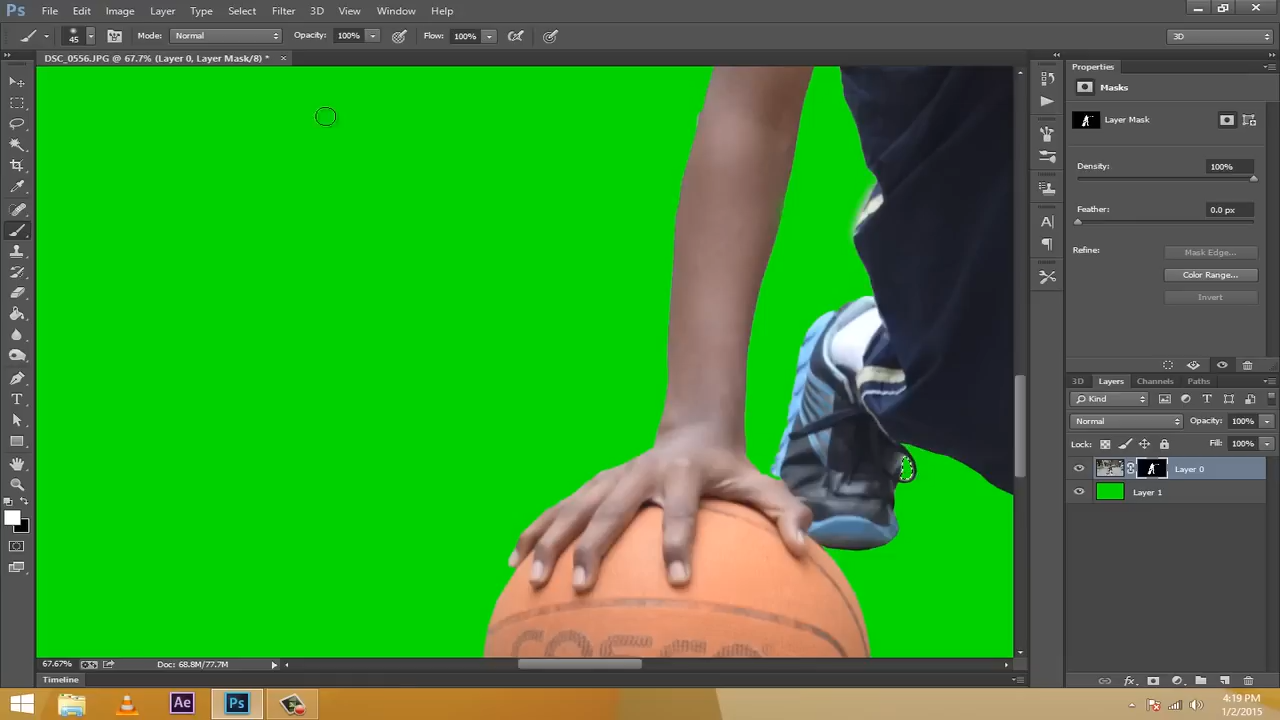 Ps File Edit Image Layer Type Select Filter 3D View Window Help
45 Mode: Normal Opacity: 100% Flow: 100% 3D
DSC_0556.JPG @ 67.7% (Layer 0, Layer Mask/8) *
Properties
Masks
Layer Mask
Density: 100%
Feather: 0.0 px
Refine: Mask Edge...
Color Range...
Invert
3D Layers Channels Paths
Kind
Normal Opacity: 100%
Lock: Fill: 100%
Layer 0
Layer 1
67.67% Doc: 68.8M/77.7M
Timeline
Ae Ps
4:19 PM
1/2/2015